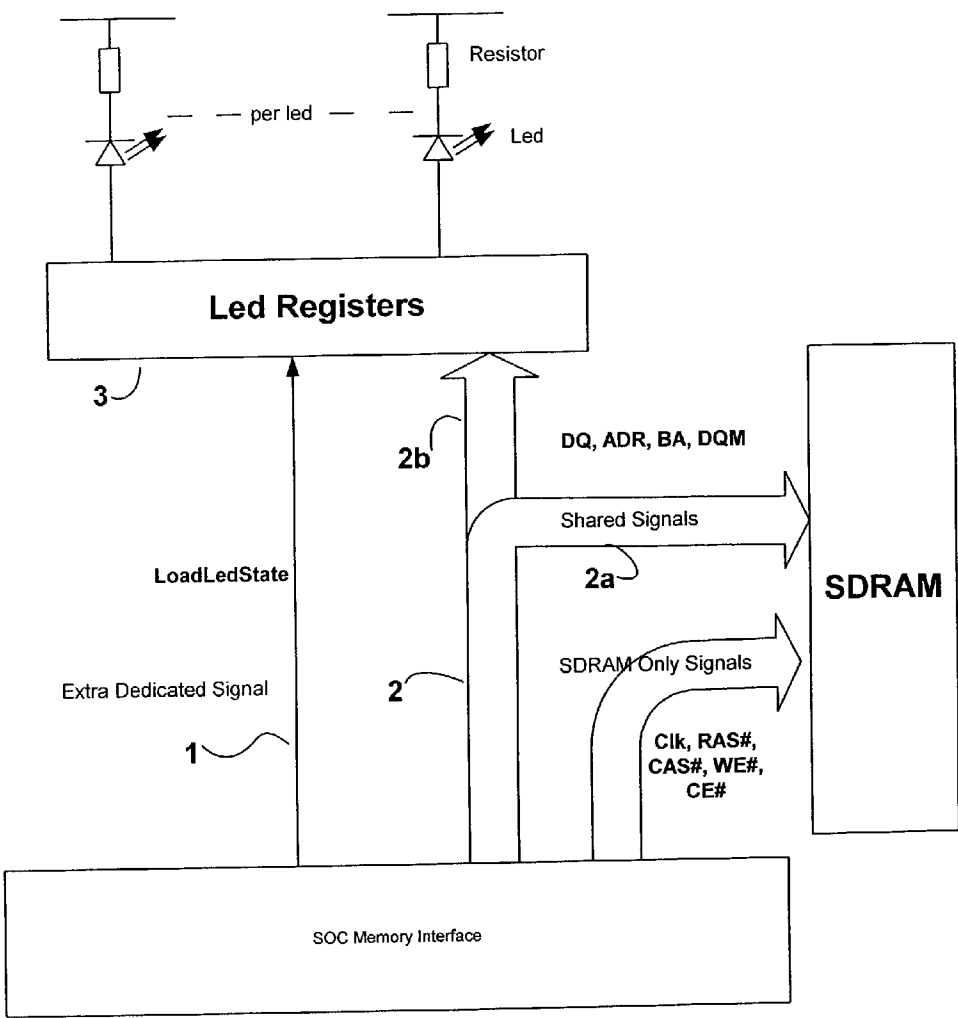 Resistor
per led
Led
Led Registers
3
2b
DQ, ADR, BA, DQM
Shared Signals
2a
LoadLedState
SDRAM
SDRAM Only Signals
Extra Dedicated Signal
2
1
Clk, RAS#,
CAS#, WE#,
CE#
SOC Memory Interface